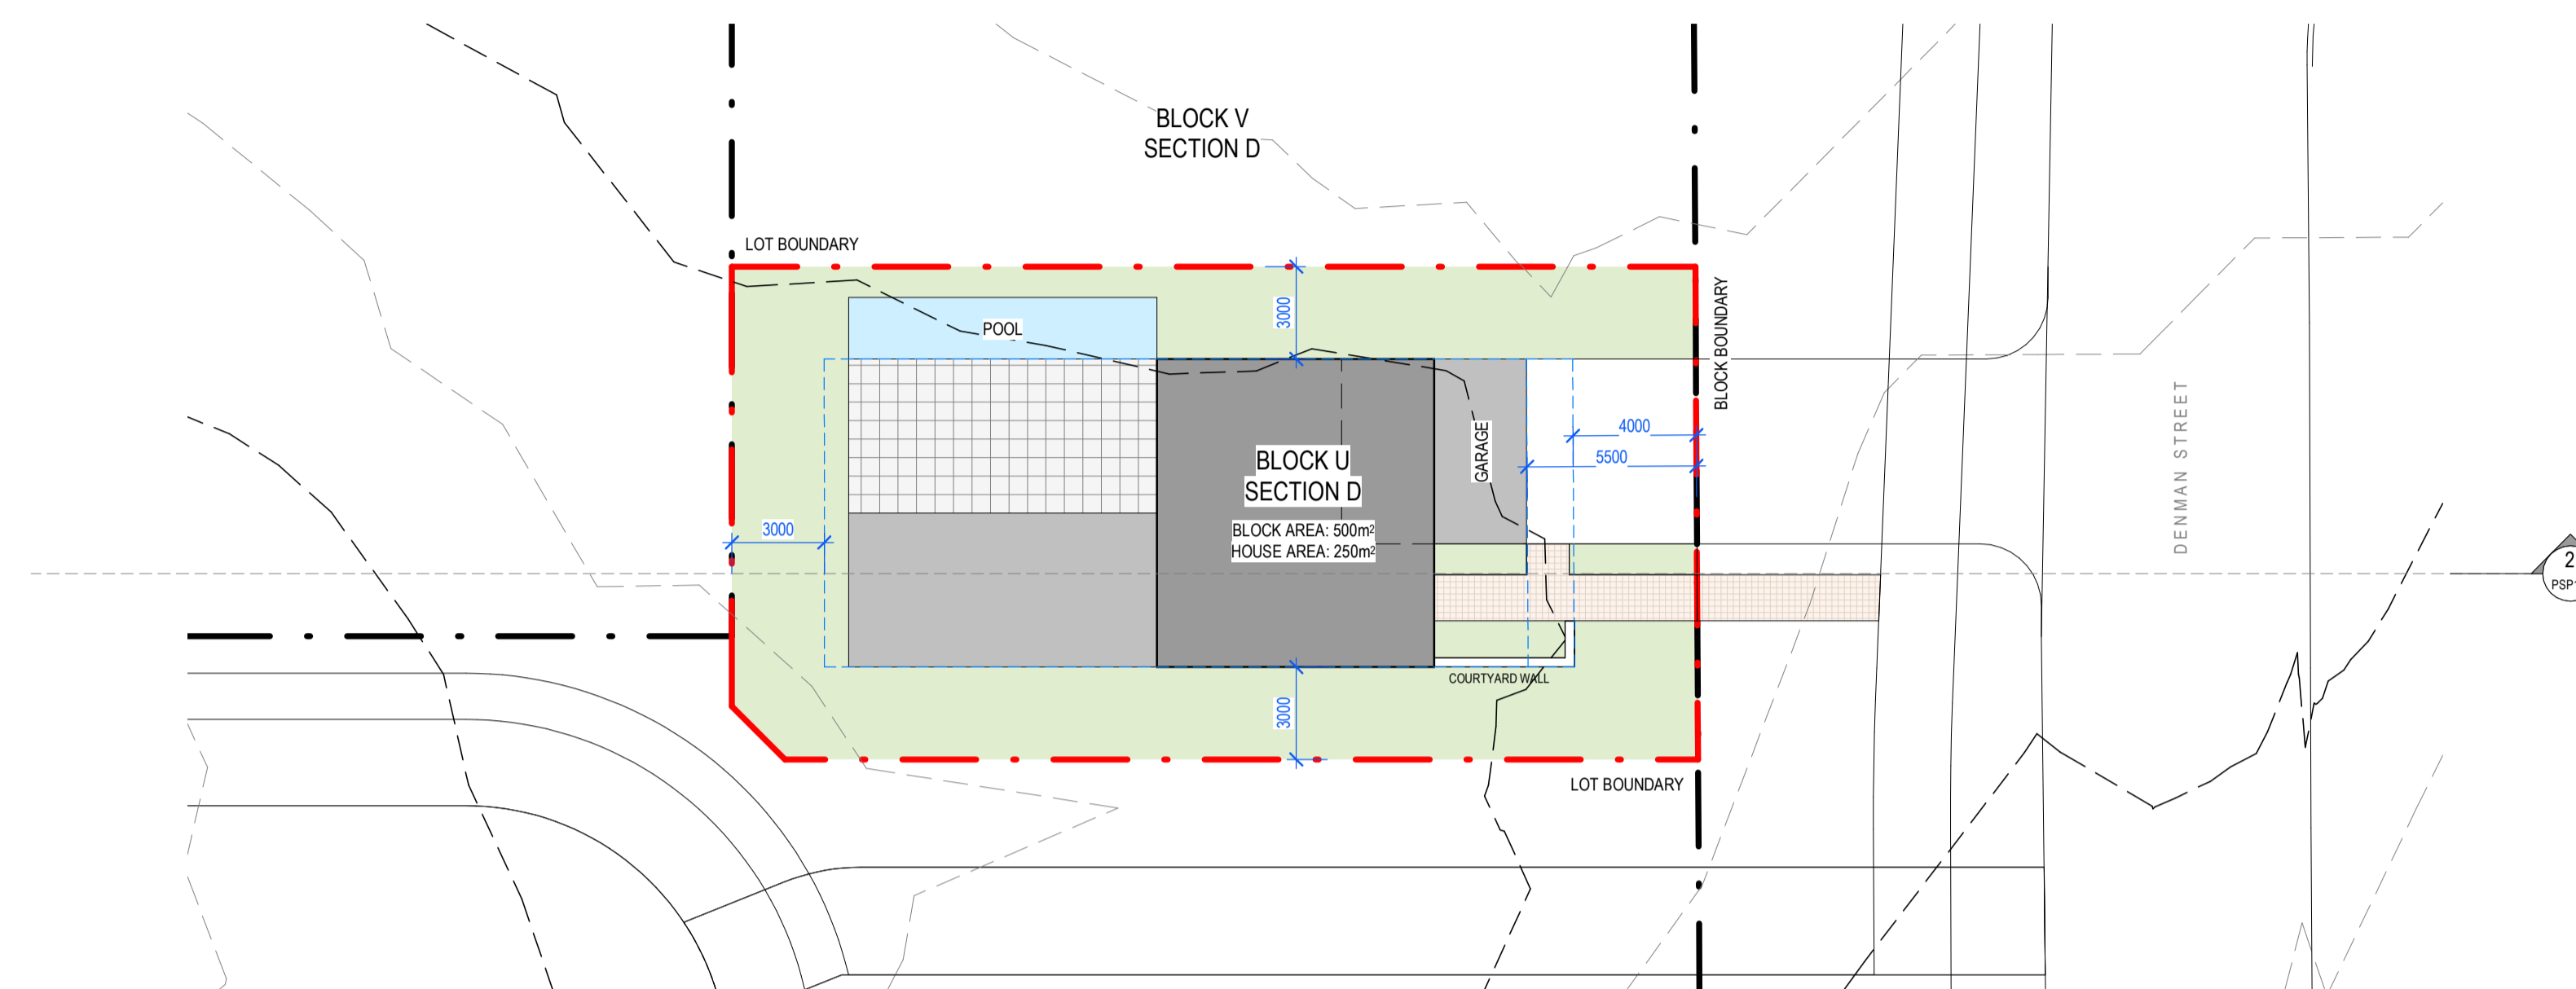 BLOCK V
SECTION D
LOT BOUNDARY
BLOCK BOUNDARY
3000
POOL
DENMAN STREET
GARAGE
4000
5500
BLOCK U
SECTION D
BLOCK AREA: 500m²
HOUSE AREA: 250m²
3000
2
COURTYARD WALL
3000
LOT BOUNDARY